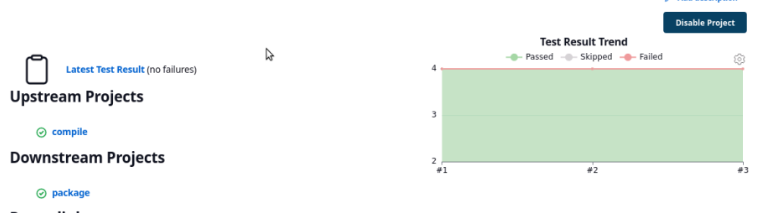 Disable Project
Test Result Trend
Passed Skipped Failed
Latest Test Result (no failures)
Upstream Projects
compile
Downstream Projects
package
4
3
2
#1 #2 #3